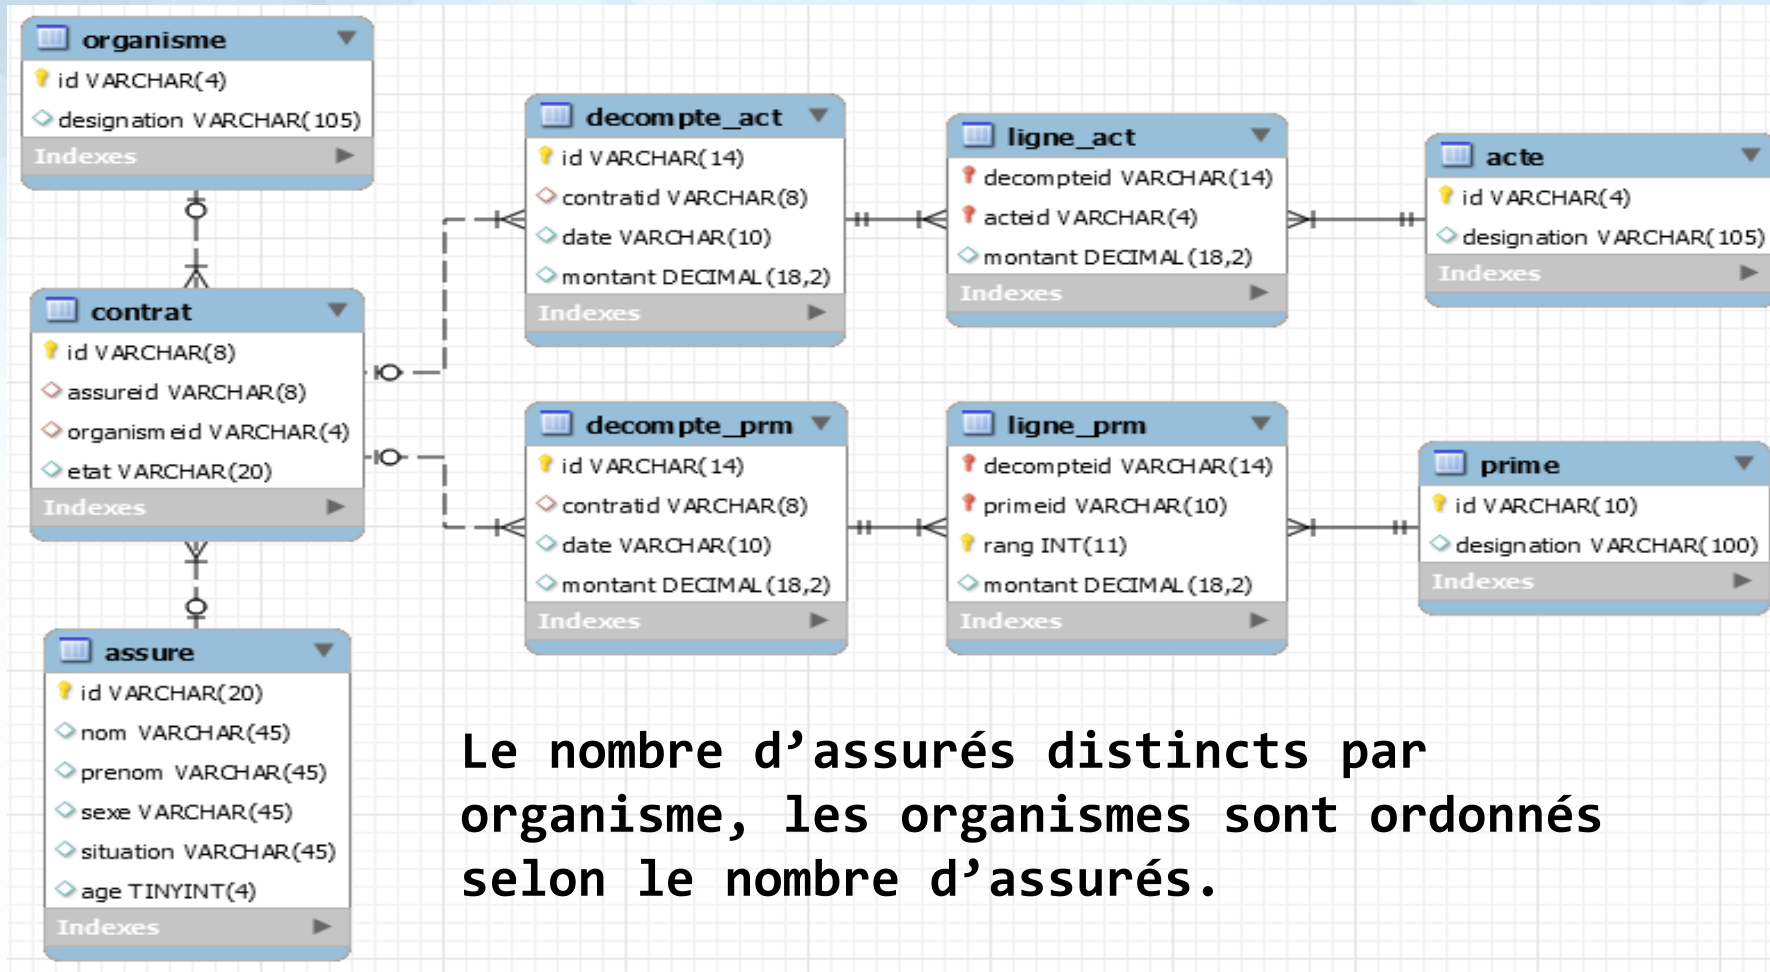 organisme
id VARCHAR(4)
designation VARCHAR(105)
Indexes
contrat
id VARCHAR(8)
assureid VARCHAR(8)
organismeid VARCHAR(4)
etat VARCHAR(20)
Indexes
assure
id VARCHAR(20)
nom VARCHAR(45)
prenom VARCHAR(45)
sexe VARCHAR(45)
situation VARCHAR(45)
age TINYINT(4)
Indexes
decompte_act
id VARCHAR(14)
contratid VARCHAR(8)
date VARCHAR(10)
montant DECIMAL(18,2)
Indexes
decompte_prm
id VARCHAR(14)
contratid VARCHAR(8)
date VARCHAR(10)
montant DECIMAL(18,2)
Indexes
ligne_act
decompteid VARCHAR(14)
acteid VARCHAR(4)
montant DECIMAL(18,2)
Indexes
ligne_prm
decompteid VARCHAR(14)
primeid VARCHAR(10)
rang INT(11)
montant DECIMAL(18,2)
Indexes
acte
id VARCHAR(4)
designation VARCHAR(105)
Indexes
prime
id VARCHAR(10)
designation VARCHAR(100)
Indexes
Le nombre d’assurés distincts par
organisme, les organismes sont ordonnés
selon le nombre d’assurés.